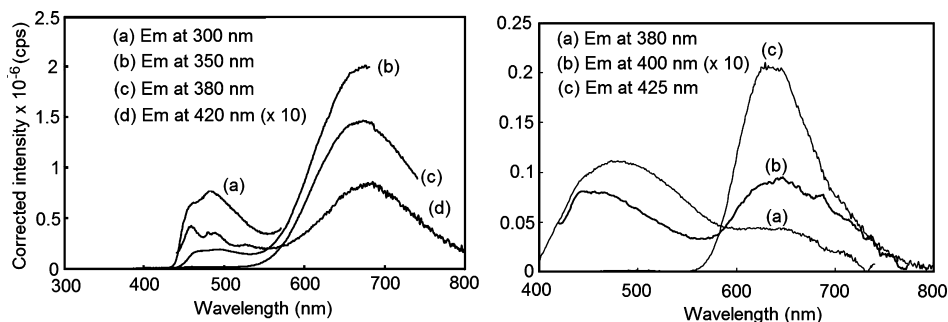 Corrected intensity x 10⁻⁶ (cps)
2.5
2
1.5
1
0.5
0
(a) Em at 300 nm
(b) Em at 350 nm
(c) Em at 380 nm
(d) Em at 420 nm (x 10)
(a)
(b)
(c)
(d)
300 400 500 600 700 800
Wavelength (nm)
0.25
0.2
0.15
0.1
0.05
0
(a) Em at 380 nm
(b) Em at 400 nm (x 10)
(c) Em at 425 nm
(c)
(b)
(a)
400 500 600 700 800
Wavelength (nm)